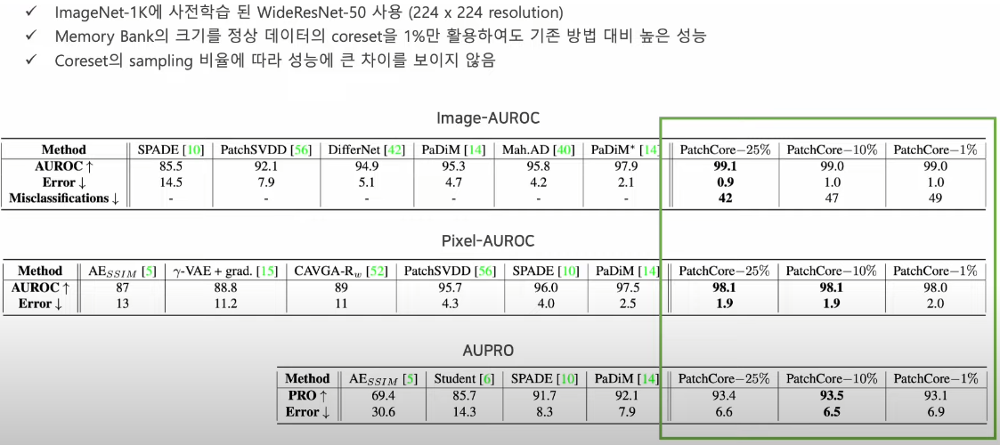 ✓ ImageNet-1K에 사전학습 된 WideResNet-50 사용 (224 x 224 resolution)
✓ Memory Bank의 크기를 정상 데이터의 coreset을 1%만 활용하여도 기존 방법 대비 높은 성능
✓ Coreset의 sampling 비율에 따라 성능에 큰 차이를 보이지 않음
Image-AUROC
Method SPADE [10] PatchSVDD [56] DifferNet [42] PaDiM [14] Mah.AD [40] PaDiM* [14] PatchCore−25% PatchCore−10% PatchCore−1%
AUROC ↑ 85.5 92.1 94.9 95.3 95.8 97.9 99.1 99.0 99.0
Error ↓ 14.5 7.9 5.1 4.7 4.2 2.1 0.9 1.0 1.0
Misclassifications ↓ - - - - - - 42 47 49
Pixel-AUROC
Method AE_SSIM [5] γ-VAE + grad. [15] CAVGA-R_w [52] PatchSVDD [56] SPADE [10] PaDiM [14] PatchCore−25% PatchCore−10% PatchCore−1%
AUROC ↑ 87 88.8 89 95.7 96.0 97.5 98.1 98.1 98.0
Error ↓ 13 11.2 11 4.3 4.0 2.5 1.9 1.9 2.0
AUPRO
Method AE_SSIM [5] Student [6] SPADE [10] PaDiM [14] PatchCore−25% PatchCore−10% PatchCore−1%
PRO ↑ 69.4 85.7 91.7 92.1 93.4 93.5 93.1
Error ↓ 30.6 14.3 8.3 7.9 6.6 6.5 6.9